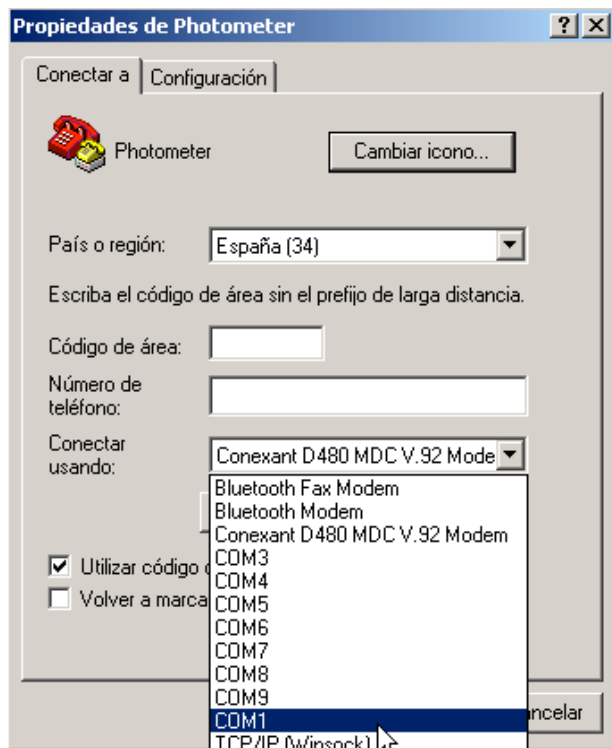 Propiedades de Photometer
Conectar a Configuración
Photometer Cambiar icono...
País o región: España (34)
Escriba el código de área sin el prefijo de larga distancia.
Código de área:
Número de
teléfono:
Conectar
usando:
Conexant D480 MDC V.92 Mode
Bluetooth Fax Modem
Bluetooth Modem
Conexant D480 MDC V.92 Modem
COM3
Utilizar código
COM4
COM5
Volver a marca
COM6
COM7
COM8
COM9
COM1
ncelar
TCP/IP (Winsock)